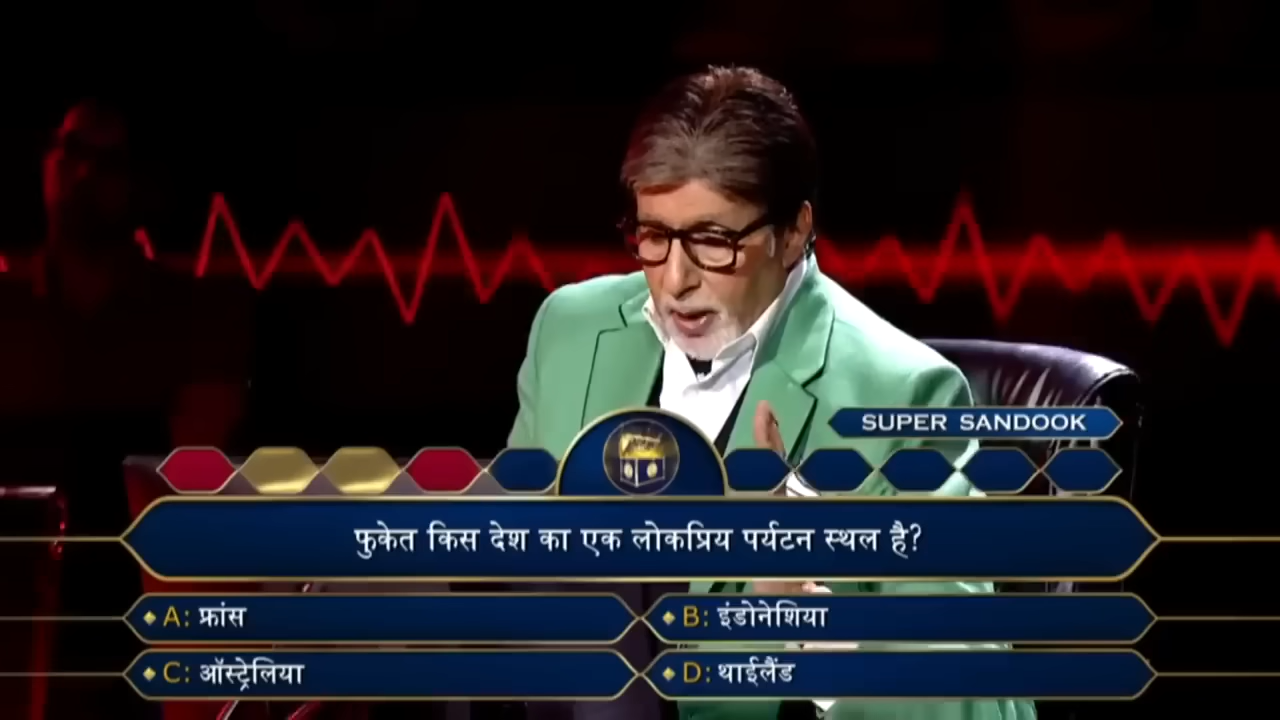 SUPER SANDOOK
फुकेत किस देश का एक लोकप्रिय पर्यटन स्थल है?
A: फ्रांस
B: इंडोनेशिया
C: ऑस्ट्रेलिया
D: थाईलैंड